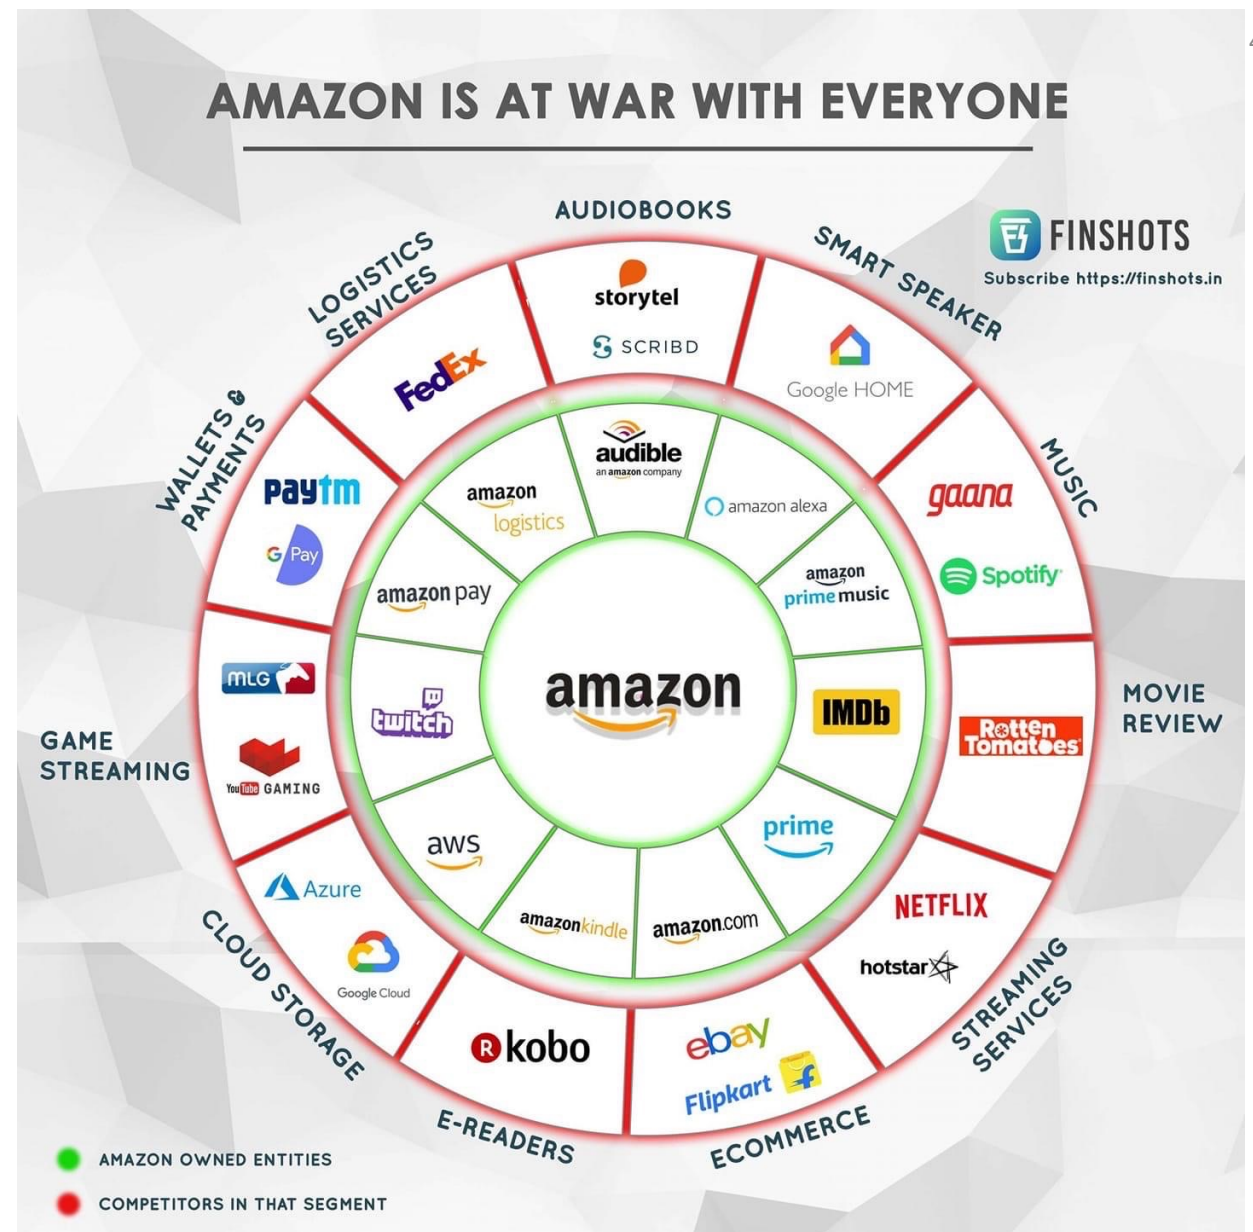 AMAZON IS AT WAR WITH EVERYONE
FINSHOTS
Subscribe https://finshots.in
AUDIOBOOKS
storytel
SCRIBD
audible
an amazon company
SMART SPEAKER
Google HOME
amazon alexa
MUSIC
gaana
Spotify
amazon
prime music
MOVIE
REVIEW
Rotten
Tomatoes
IMDb
STREAMING
SERVICES
NETFLIX
hotstar
prime
ECOMMERCE
ebay
Flipkart
amazon.com
E-READERS
R kobo
amazonkindle
CLOUD STORAGE
Azure
Google Cloud
aws
GAME
STREAMING
MLG
YouTube GAMING
twitch
WALLETS &
PAYMENTS
paytm
G Pay
amazon pay
LOGISTICS
SERVICES
FedEx
amazon
logistics
amazon
AMAZON OWNED ENTITIES
COMPETITORS IN THAT SEGMENT